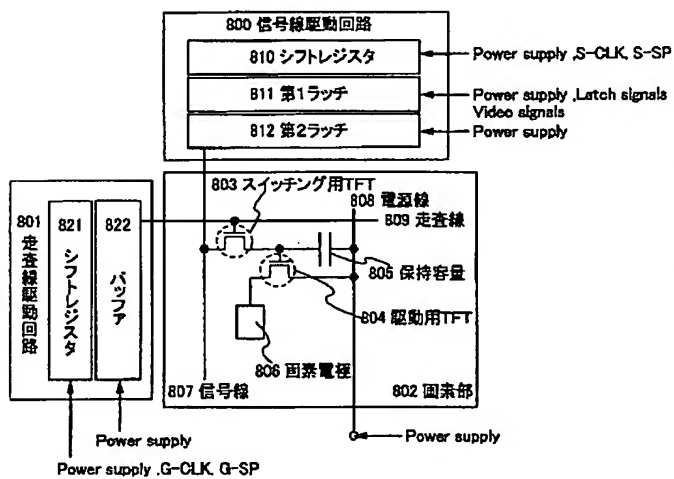 800 信号線駆動回路
810 シフトレジスタ
Power supply ,S-CLK, S-SP
811 第1ラッチ
Power supply ,Latch signals
Video signals
812 第2ラッチ
Power supply
803 スイッチング用TFT
808 電源線
809 走査線
801
走査線駆動回路
821
シフトレジスタ
822
バッファ
805 保持容量
804 駆動用TFT
806 画素電極
807 信号線
802 画素部
Power supply
Power supply
Power supply ,G-CLK, G-SP